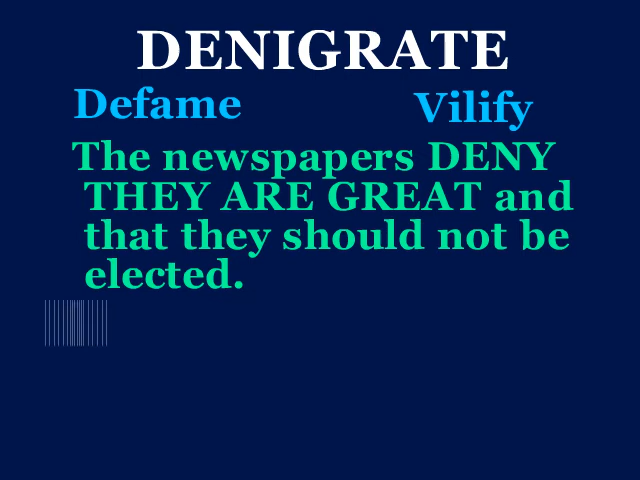 DENIGRATE
Defame Vilify
The newspapers DENY
THEY ARE GREAT and
that they should not be
elected.